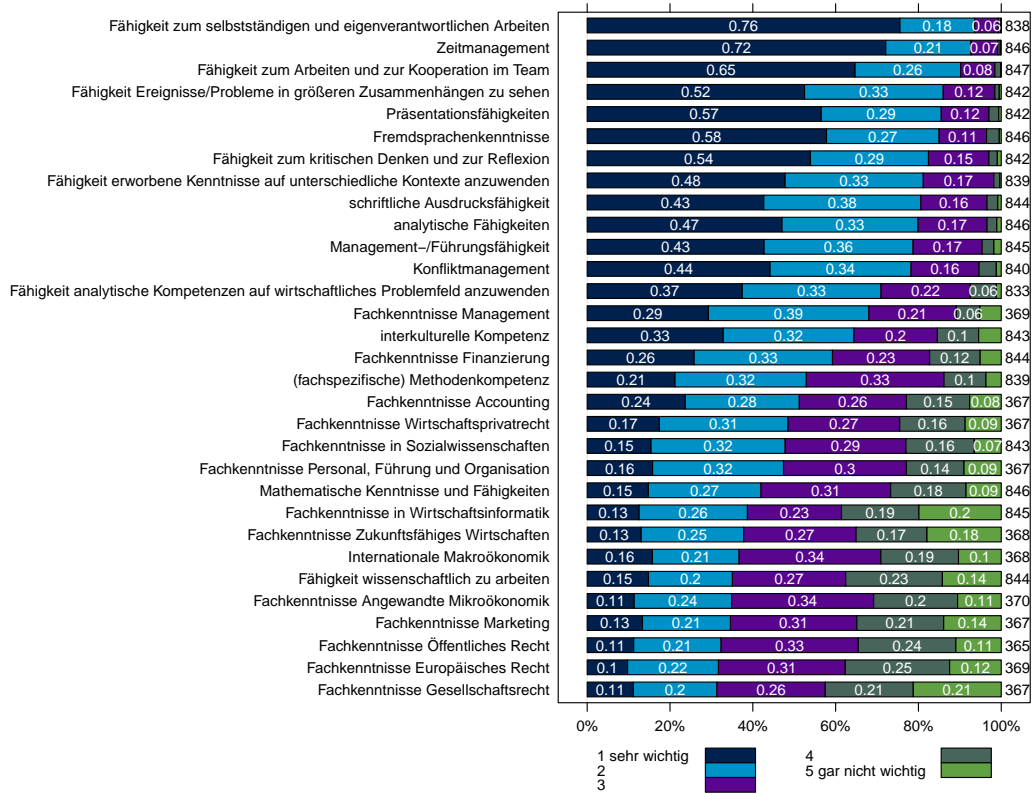 Fähigkeit zum selbstständigen und eigenverantwortlichen Arbeiten 0.76 0.18 0.06 838
Zeitmanagement 0.72 0.21 0.07 846
Fähigkeit zum Arbeiten und zur Kooperation im Team 0.65 0.26 0.08 847
Fähigkeit Ereignisse/Probleme in größeren Zusammenhängen zu sehen 0.52 0.33 0.12 842
Präsentationsfähigkeiten 0.57 0.29 0.12 842
Fremdsprachenkenntnisse 0.58 0.27 0.11 846
Fähigkeit zum kritischen Denken und zur Reflexion 0.54 0.29 0.15 842
Fähigkeit erworbene Kenntnisse auf unterschiedliche Kontexte anzuwenden 0.48 0.33 0.17 839
schriftliche Ausdrucksfähigkeit 0.43 0.38 0.16 844
analytische Fähigkeiten 0.47 0.33 0.17 846
Management−/Führungsfähigkeit 0.43 0.36 0.17 845
Konfliktmanagement 0.44 0.34 0.16 840
Fähigkeit analytische Kompetenzen auf wirtschaftliches Problemfeld anzuwenden 0.37 0.33 0.22 0.06 833
Fachkenntnisse Management 0.29 0.39 0.21 0.06 369
interkulturelle Kompetenz 0.33 0.32 0.2 0.1 843
Fachkenntnisse Finanzierung 0.26 0.33 0.23 0.12 844
(fachspezifische) Methodenkompetenz 0.21 0.32 0.33 0.1 839
Fachkenntnisse Accounting 0.24 0.28 0.26 0.15 0.08 367
Fachkenntnisse Wirtschaftsprivatrecht 0.17 0.31 0.27 0.16 0.09 367
Fachkenntnisse in Sozialwissenschaften 0.15 0.32 0.29 0.16 0.07 843
Fachkenntnisse Personal, Führung und Organisation 0.16 0.32 0.3 0.14 0.09 367
Mathematische Kenntnisse und Fähigkeiten 0.15 0.27 0.31 0.18 0.09 846
Fachkenntnisse in Wirtschaftsinformatik 0.13 0.26 0.23 0.19 0.2 845
Fachkenntnisse Zukunftsfähiges Wirtschaften 0.13 0.25 0.27 0.17 0.18 368
Internationale Makroökonomik 0.16 0.21 0.34 0.19 0.1 368
Fähigkeit wissenschaftlich zu arbeiten 0.15 0.2 0.27 0.23 0.14 844
Fachkenntnisse Angewandte Mikroökonomik 0.11 0.24 0.34 0.2 0.11 370
Fachkenntnisse Marketing 0.13 0.21 0.31 0.21 0.14 367
Fachkenntnisse Öffentliches Recht 0.11 0.21 0.33 0.24 0.11 365
Fachkenntnisse Europäisches Recht 0.1 0.22 0.31 0.25 0.12 369
Fachkenntnisse Gesellschaftsrecht 0.11 0.2 0.26 0.21 0.21 367
0% 20% 40% 60% 80% 100%
1 sehr wichtig 4
2 5 gar nicht wichtig
3